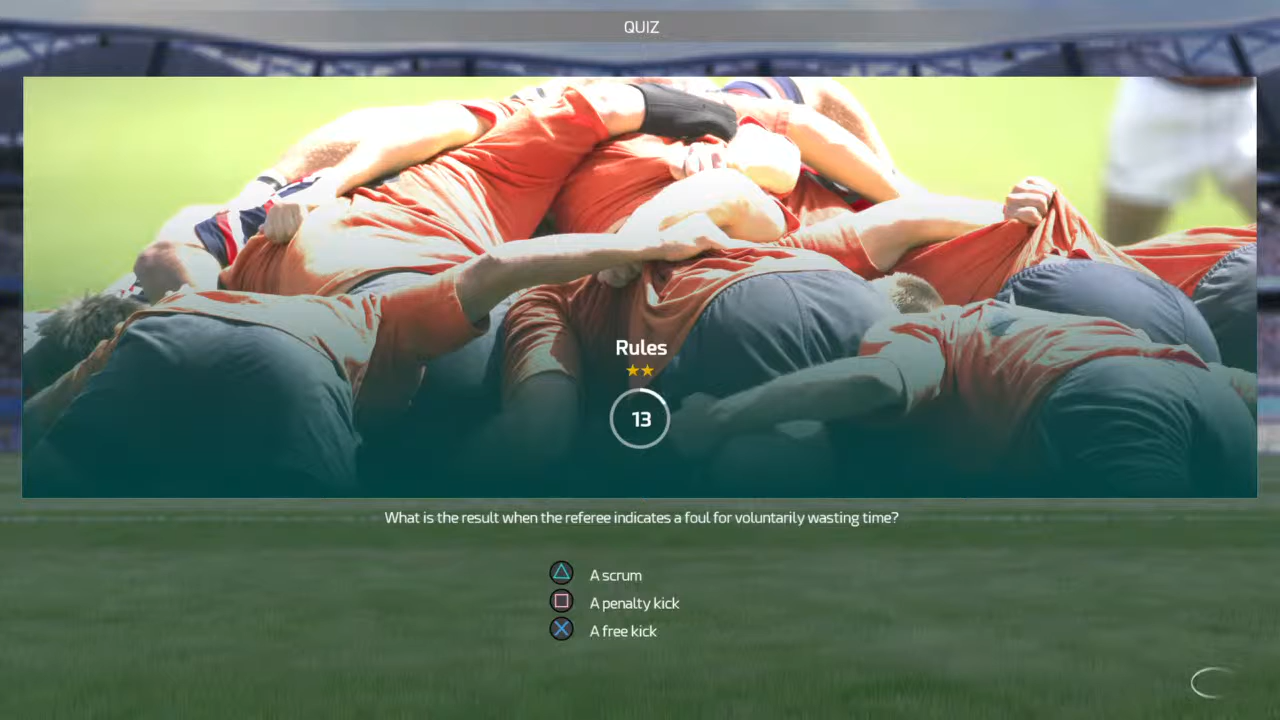 QUIZ
Rules
13
What is the result when the referee indicates a foul for voluntarily wasting time?
A scrum
A penalty kick
A free kick